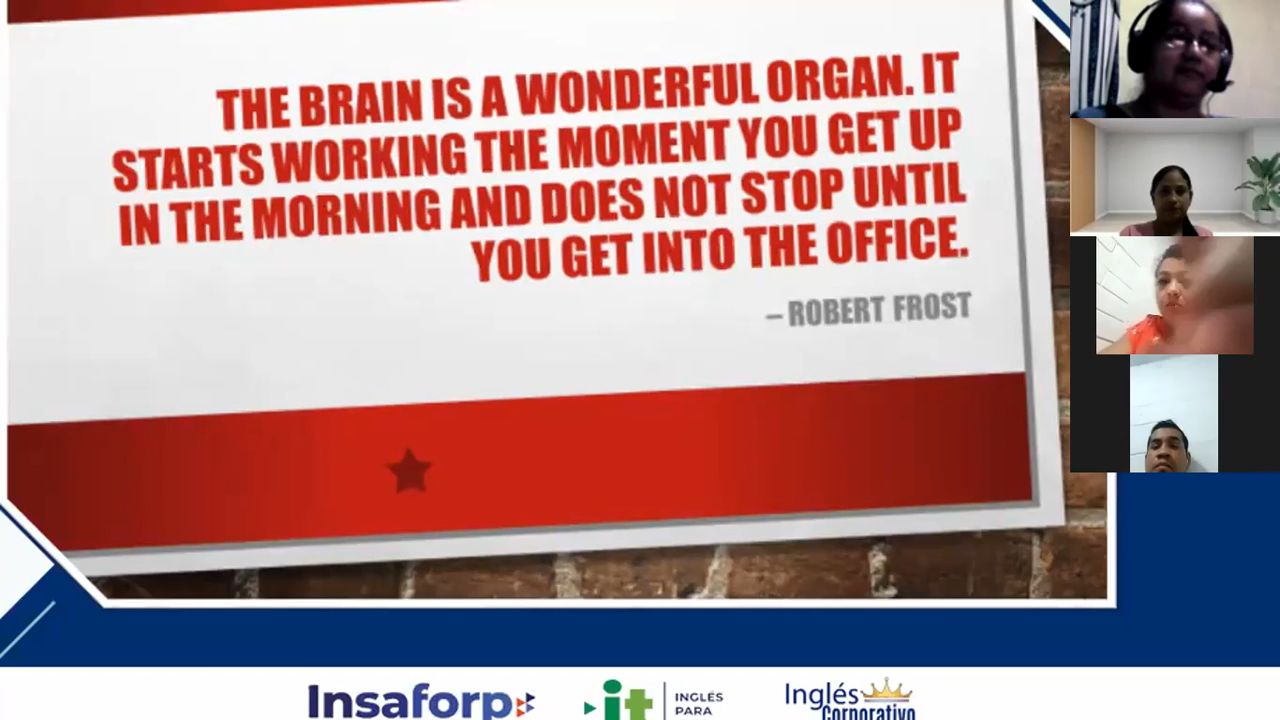 THE BRAIN IS A WONDERFUL ORGAN. IT
STARTS WORKING THE MOMENT YOU GET UP
IN THE MORNING AND DOES NOT STOP UNTIL
YOU GET INTO THE OFFICE.
– ROBERT FROST
Insaforp
it
INGLÉS
PARA
Inglés
Corporativo